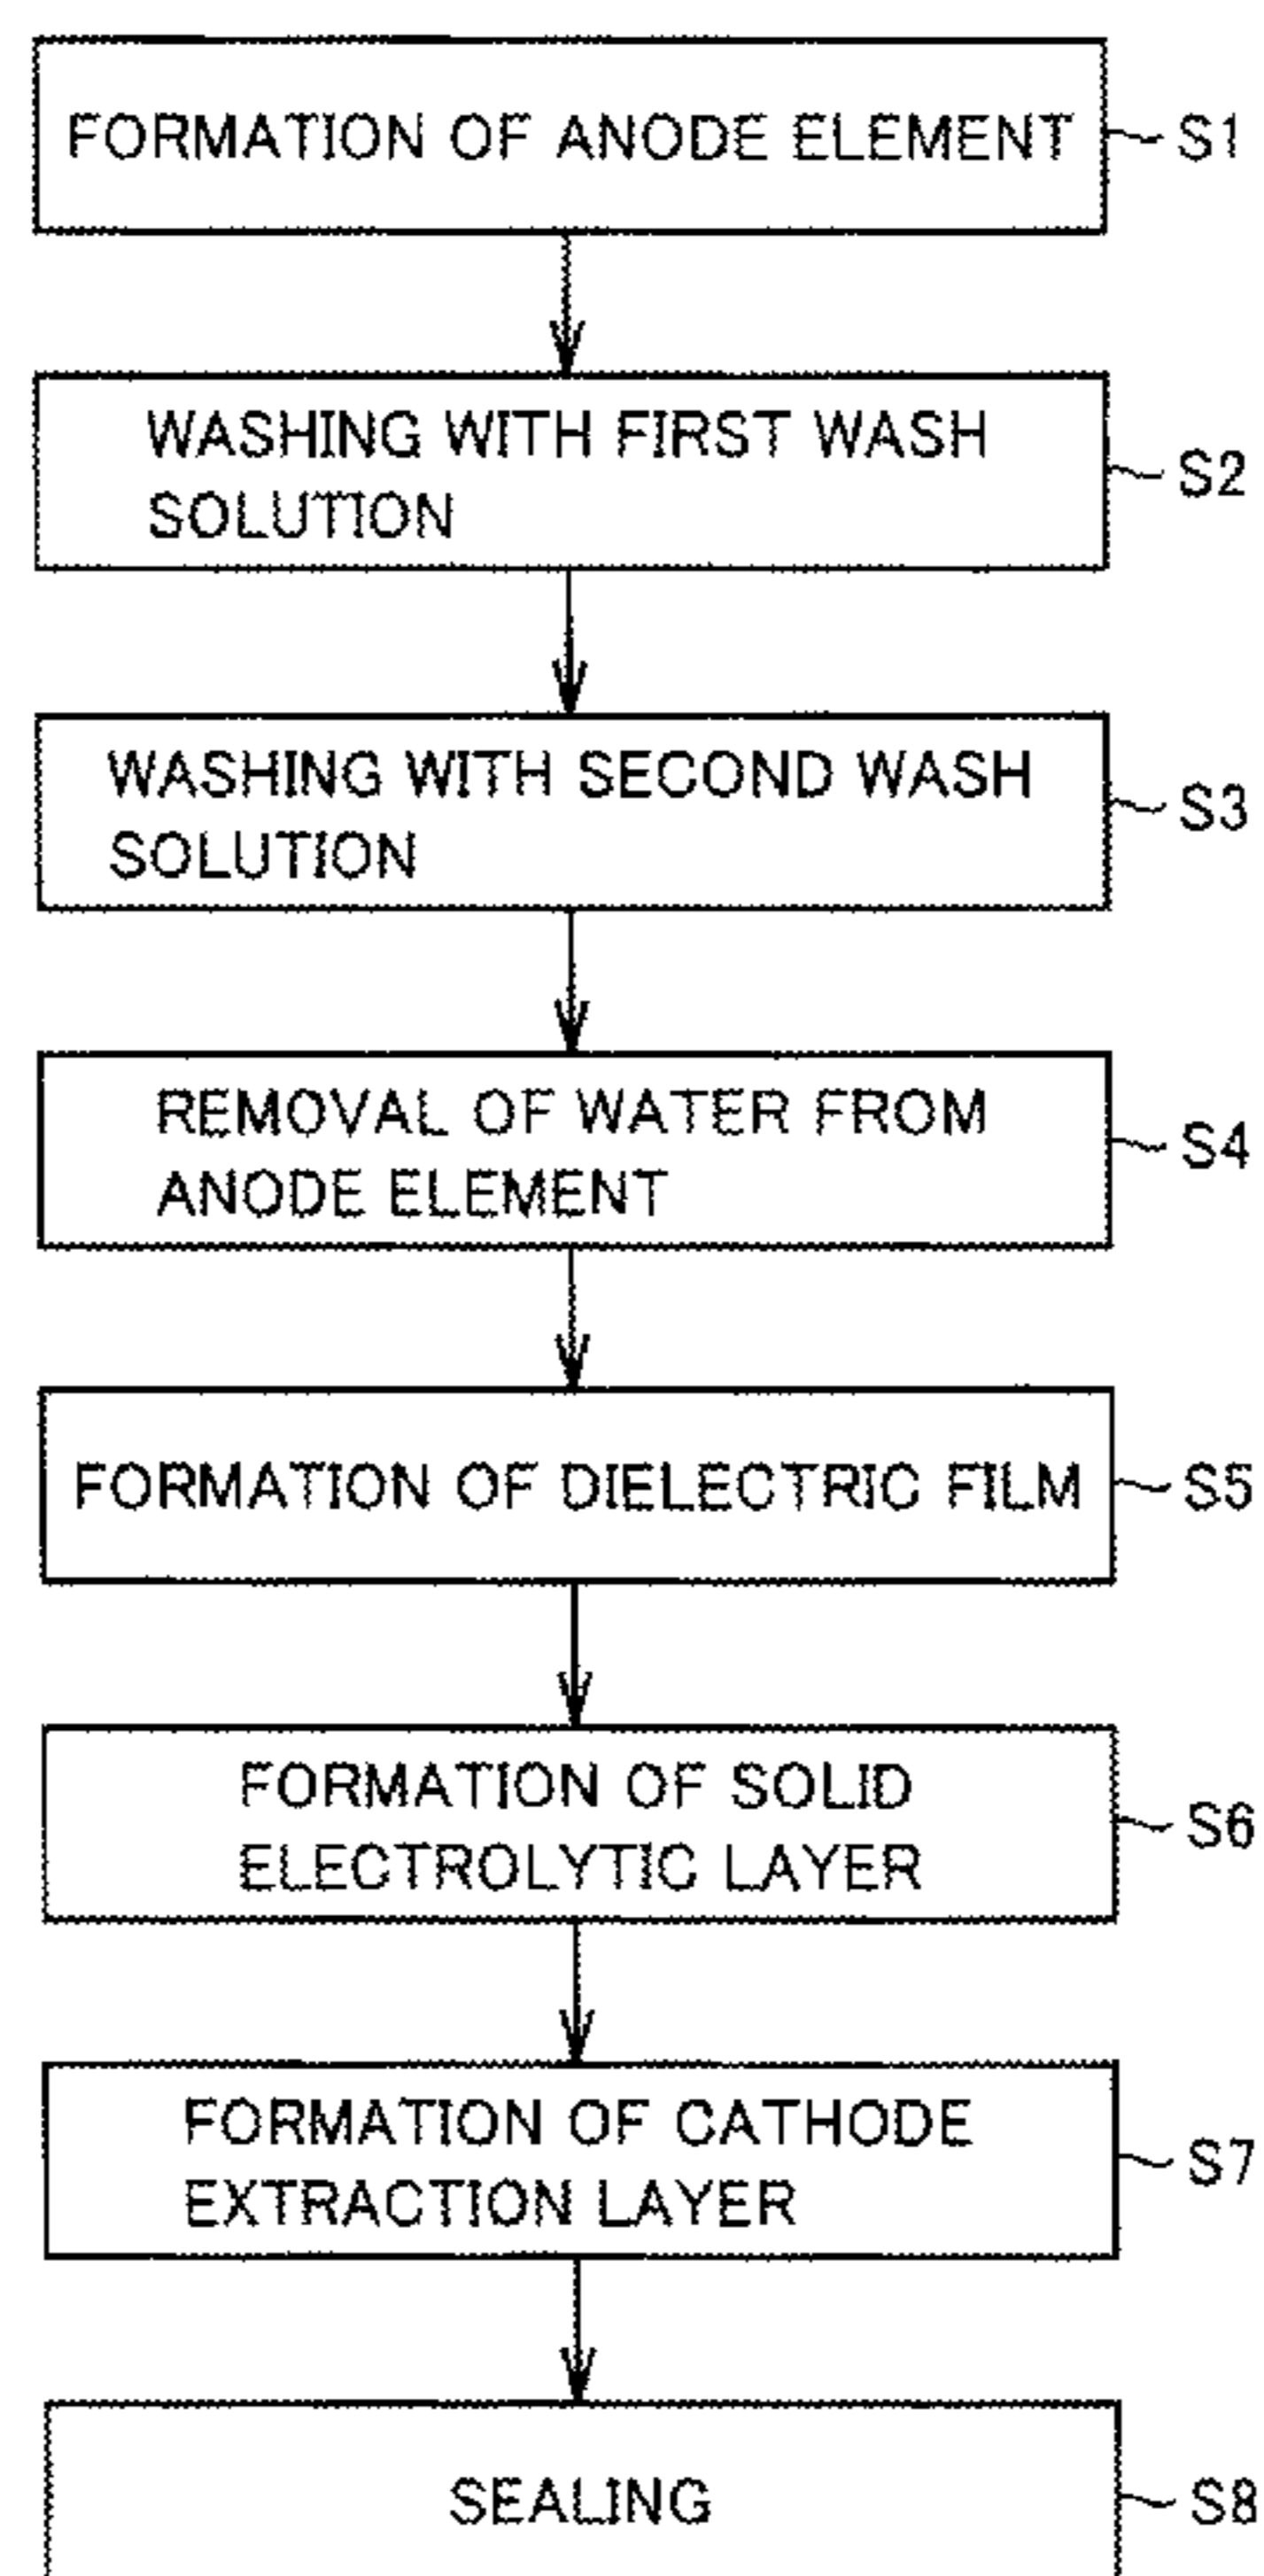 FORMATION OF ANODE ELEMENT
S1
WASHING WITH FIRST WASH
SOLUTION
S2
WASHING WITH SECOND WASH
SOLUTION
S3
REMOVAL OF WATER FROM
ANODE ELEMENT
S4
FORMATION OF DIELECTRIC FILM
S5
FORMATION OF SOLID
ELECTROLYTIC LAYER
S6
FORMATION OF CATHODE
EXTRACTION LAYER
S7
SEALING
S8